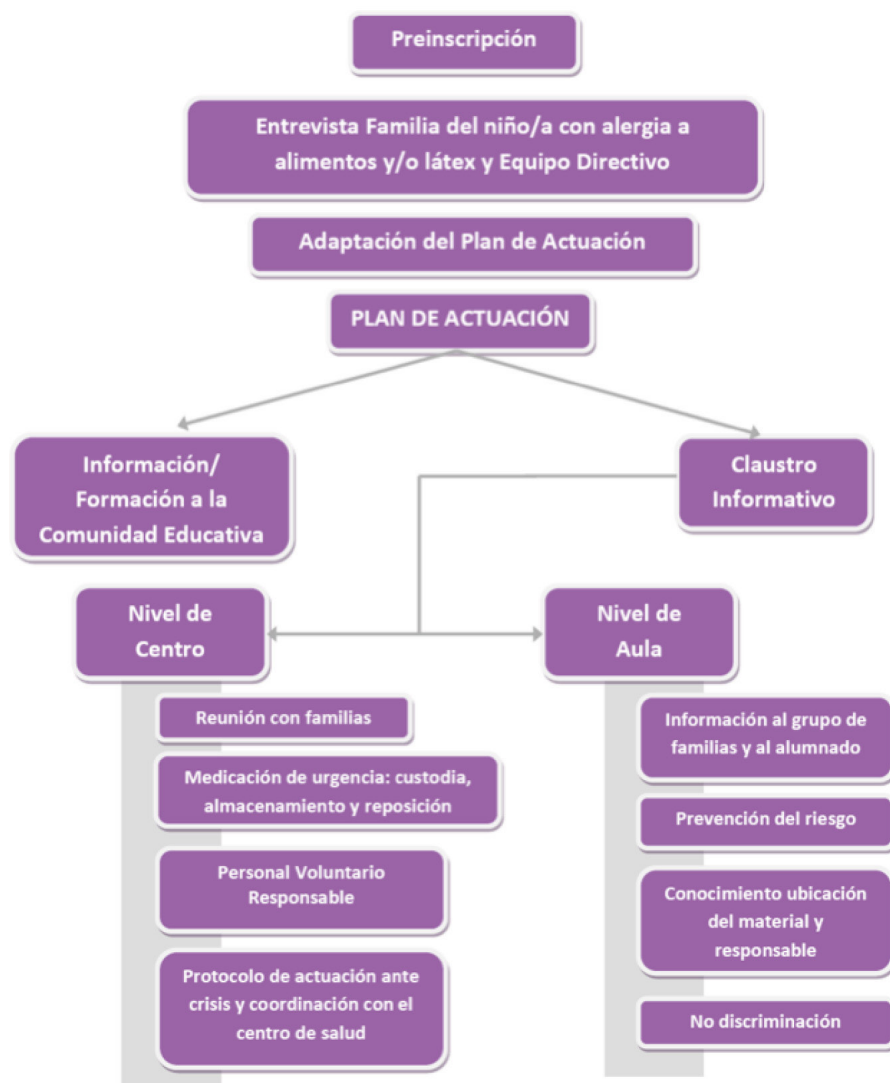 Preinscripción
Entrevista Familia del niño/a con alergia a
alimentos y/o látex y Equipo Directivo
Adaptación del Plan de Actuación
PLAN DE ACTUACIÓN
Información/
Formación a la
Comunidad Educativa
Claustro
Informativo
Nivel de
Centro
Reunión con familias
Medicación de urgencia: custodia,
almacenamiento y reposición
Personal Voluntario
Responsable
Protocolo de actuación ante
crisis y coordinación con el
centro de salud
Nivel de
Aula
Información al grupo de
familias y al alumnado
Prevención del riesgo
Conocimiento ubicación
del material y
responsable
No discriminación